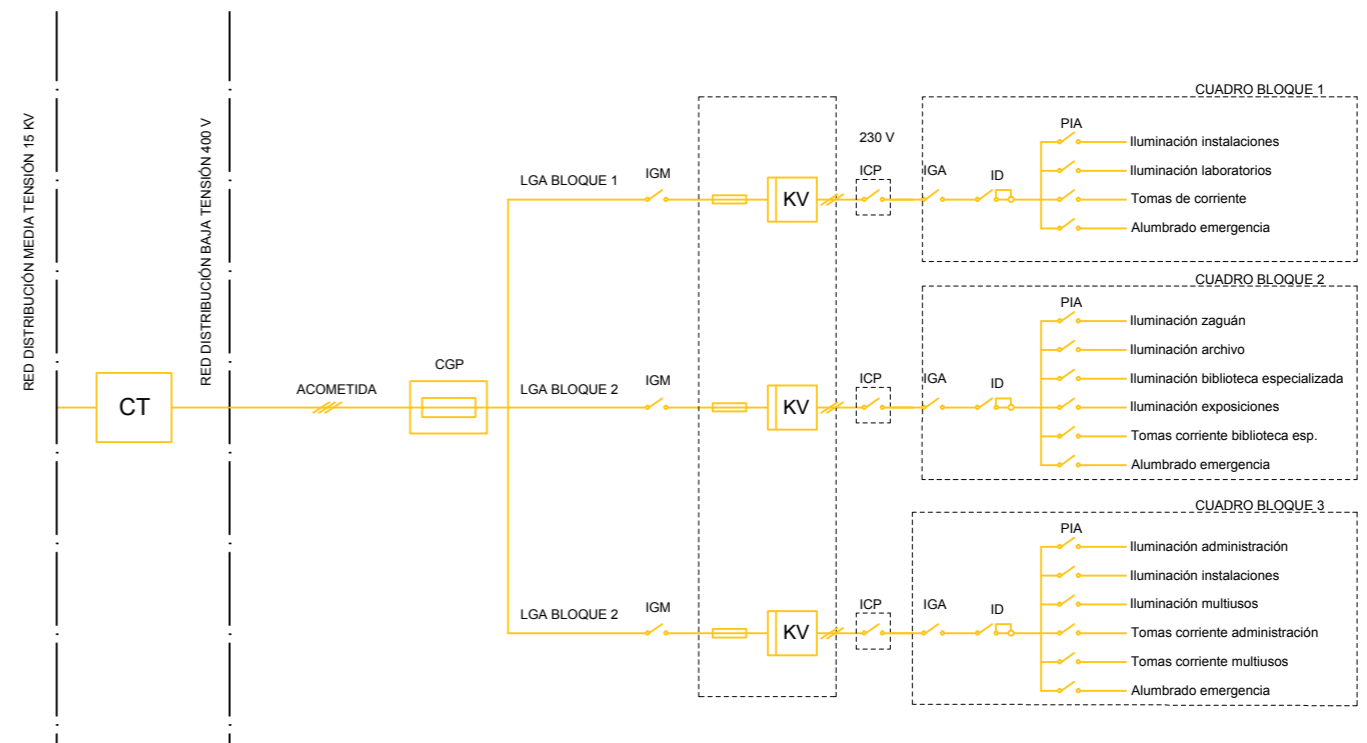 RED DISTRIBUCIÓN MEDIA TENSIÓN 15 KV
CT
RED DISTRIBUCIÓN BAJA TENSIÓN 400 V
ACOMETIDA
CGP
LGA BLOQUE 1
IGM
KV
230 V
ICP
CUADRO BLOQUE 1
IGA
ID
PIA
Iluminación instalaciones
Iluminación laboratorios
Tomas de corriente
Alumbrado emergencia
LGA BLOQUE 2
IGM
KV
ICP
CUADRO BLOQUE 2
IGA
ID
PIA
Iluminación zaguán
Iluminación archivo
Iluminación biblioteca especializada
Iluminación exposiciones
Tomas corriente biblioteca esp.
Alumbrado emergencia
LGA BLOQUE 2
IGM
KV
ICP
CUADRO BLOQUE 3
IGA
ID
PIA
Iluminación administración
Iluminación instalaciones
Iluminación multiusos
Tomas corriente administración
Tomas corriente multiusos
Alumbrado emergencia